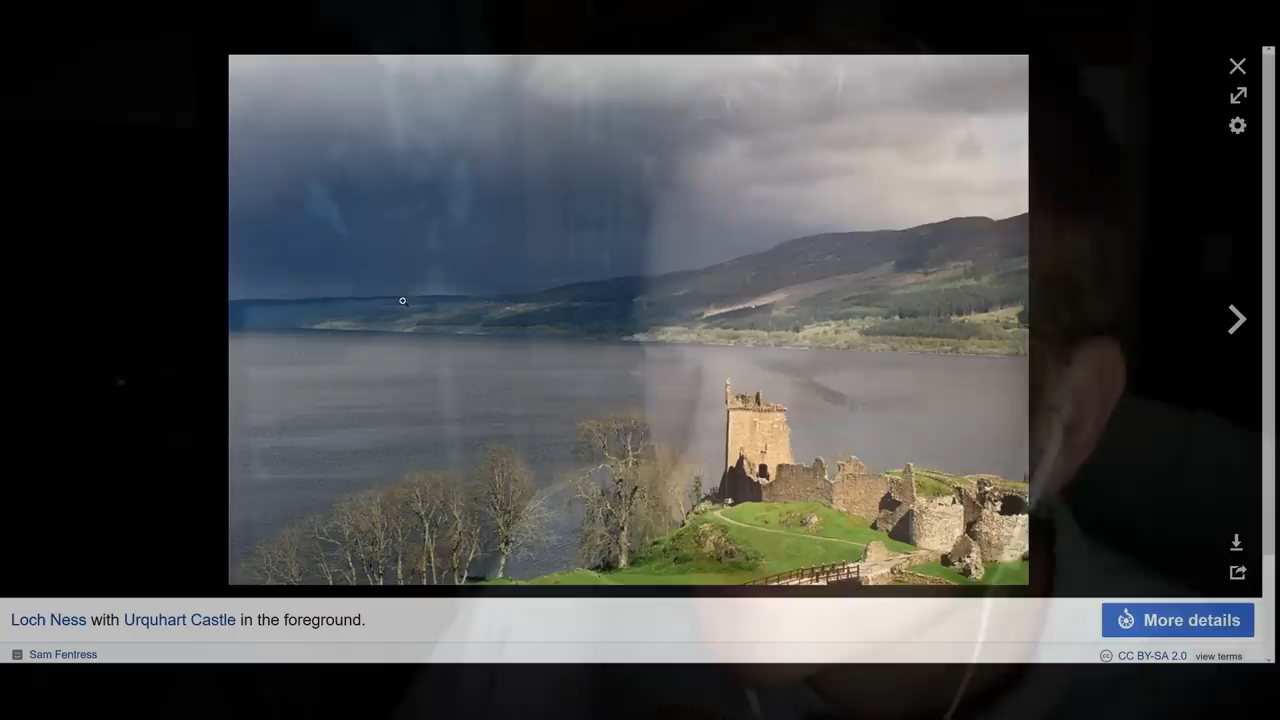 Loch Ness with Urquhart Castle in the foreground.
More details
Sam Fentress
CC BY-SA 2.0 view terms